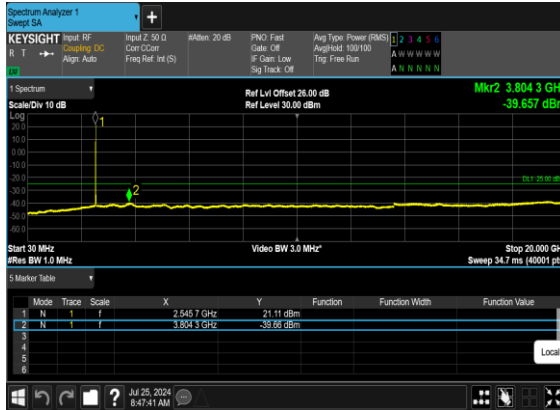 Spectrum Analyzer 1
Swept SA
+
KEYSIGHT Input: RF Input Z: 50 Ω #Atten: 20 dB PNO: Fast Avg Type: Power (RMS) 1 2 3 4 5 6
R T Coupling: DC Corr CCorr Gate: Off Avg|Hold: 100/100 A W W W W W
Align: Auto Freq Ref: Int (S) IF Gain: Low Trig: Free Run
Sig Track: Off A N N N N N
1 Spectrum Ref Lvl Offset 26.00 dB Mkr2 3.804 3 GH
Scale/Div 10 dB Ref Level 30.00 dBm -39.657 dBr
Log
1
20.0
10.0
0.00
-10.0
-20.0
DL1 -25.00 dB
-30.0
2
-40.0
-50.0
-60.0
Start 30 MHz Video BW 3.0 MHz* Stop 20.000 GH
#Res BW 1.0 MHz Sweep 34.7 ms (40001 pt
5 Marker Table
Mode Trace Scale X Y Function Function Width Function Value
1 N 1 f 2.545 7 GHz 21.11 dBm
2 N 1 f 3.804 3 GHz -39.66 dBm
3
4
5
6
Local
? Jul 25, 2024
8:47:41 AM